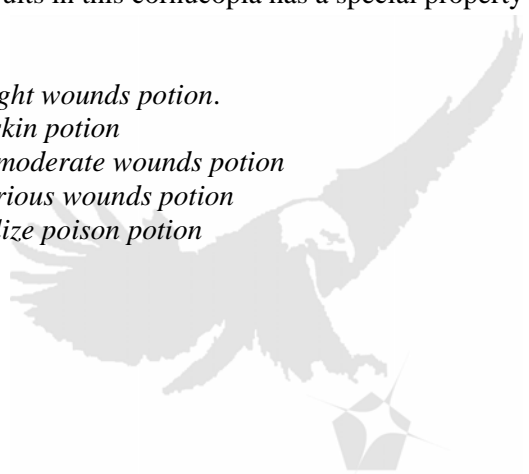 ults in this cornucopia has a special property
ght wounds potion.
kin potion
moderate wounds potion
rious wounds potion
lize poison potion